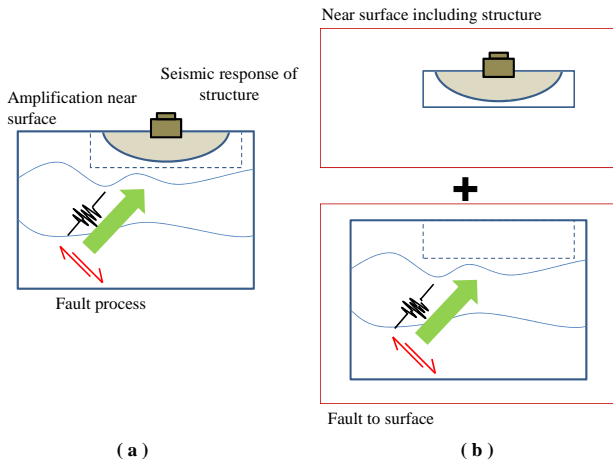 Seismic response of
structure
Amplification near
surface
Fault process
( a )
Near surface including structure
+
Fault to surface
( b )